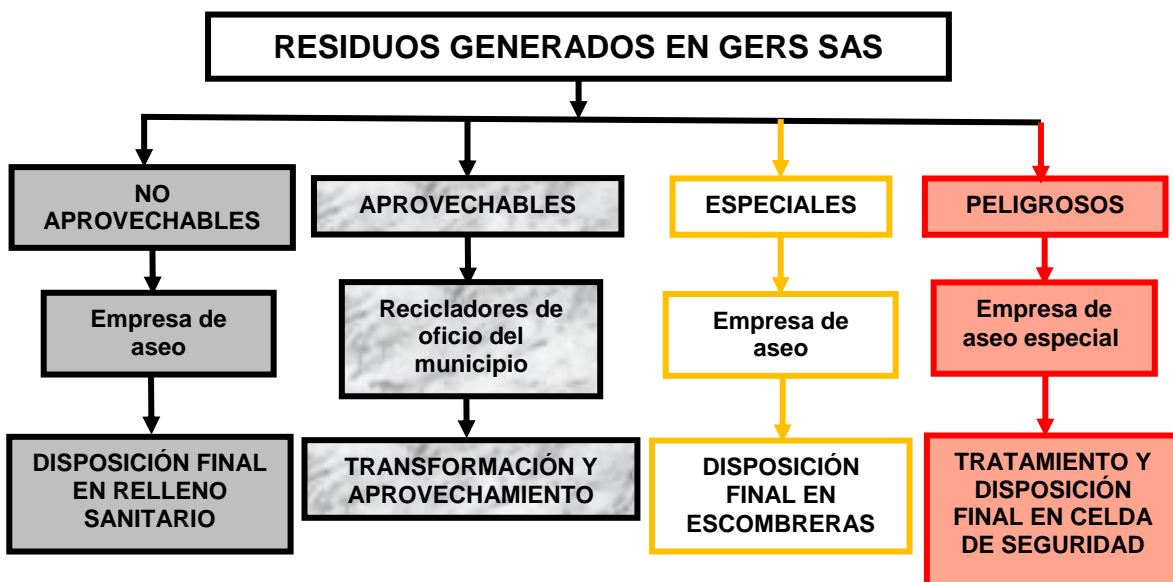 RESIDUOS GENERADOS EN GERS SAS
NO
APROVECHABLES
APROVECHABLES
ESPECIALES
PELIGROSOS
Empresa de
aseo
Recicladores de
oficio del
municipio
Empresa de
aseo
Empresa de
aseo especial
DISPOSICIÓN FINAL
EN RELLENO
SANITARIO
TRANSFORMACIÓN Y
APROVECHAMIENTO
DISPOSICIÓN
FINAL EN
ESCOMBRERAS
TRATAMIENTO Y
DISPOSICIÓN
FINAL EN CELDA
DE SEGURIDAD